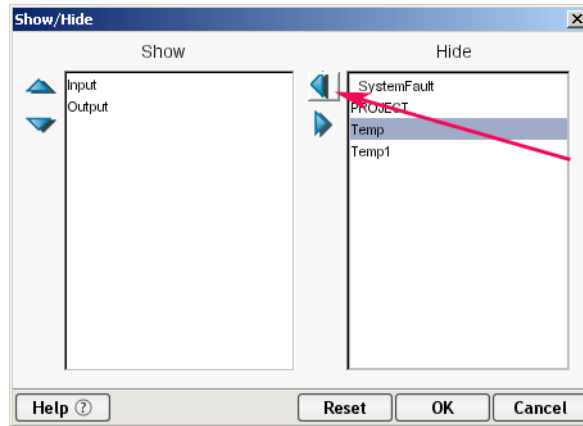 Show/Hide
Show
Hide
Input
Output
SystemFault
PROJECT
Temp
Temp1
Help ?
Reset
OK
Cancel